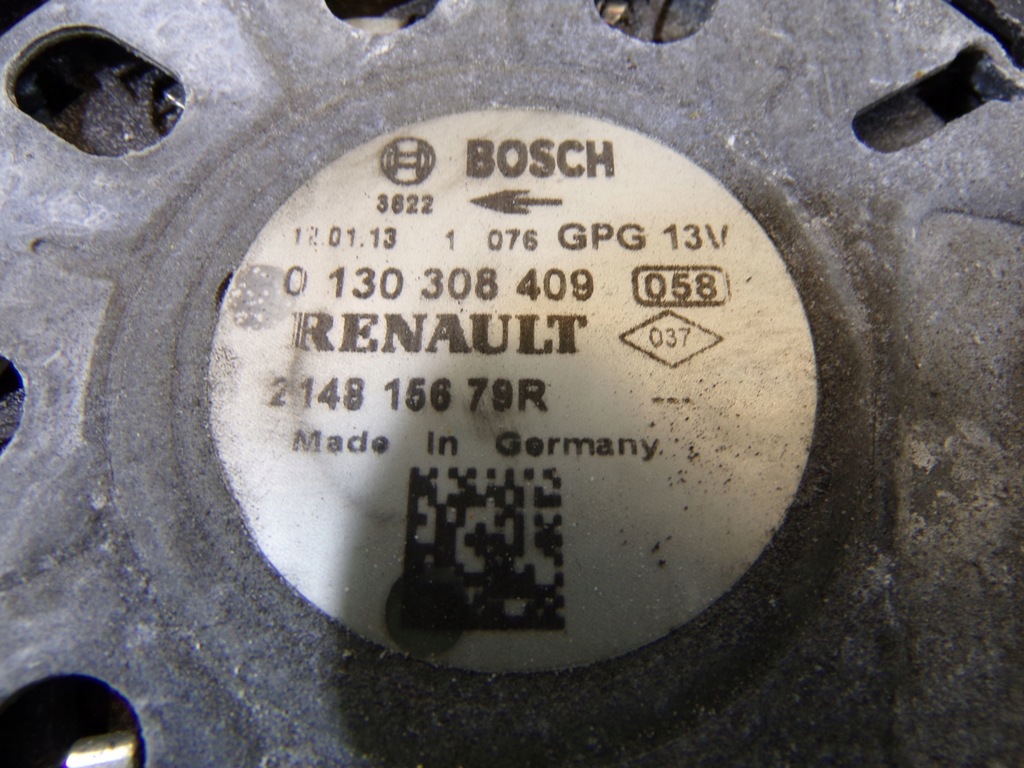 BOSCH
3622
12.01.13 1 076 GPG 13V
0 130 308 409 058
RENAULT 037
2148 156 79R ---
Made in Germany